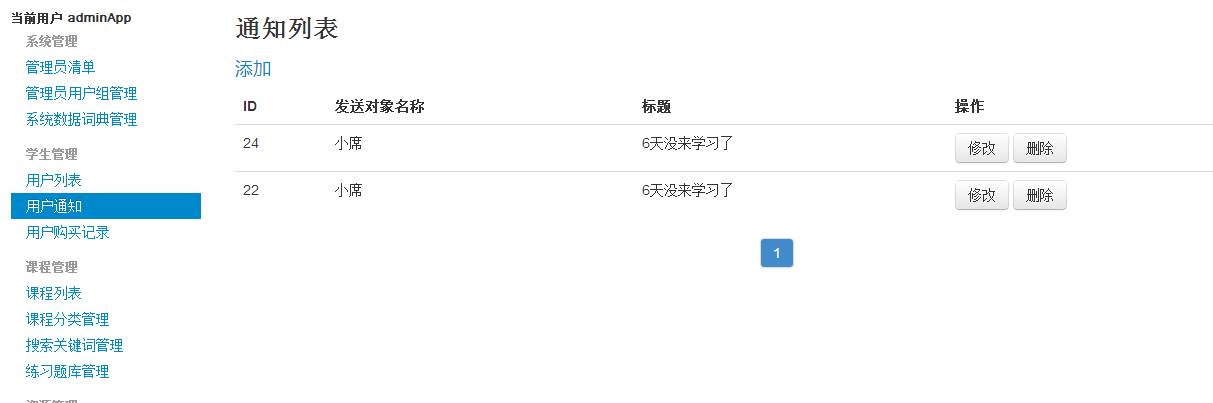 当前用户 adminApp
系统管理
管理员清单
管理员用户组管理
系统数据词典管理
学生管理
用户列表
用户通知
用户购买记录
课程管理
课程列表
课程分类管理
搜索关键词管理
练习题库管理
资源管理
通知列表
添加
ID 发送对象名称 标题 操作
24 小席 6天没来学习了 修改 删除
22 小席 6天没来学习了 修改 删除
1